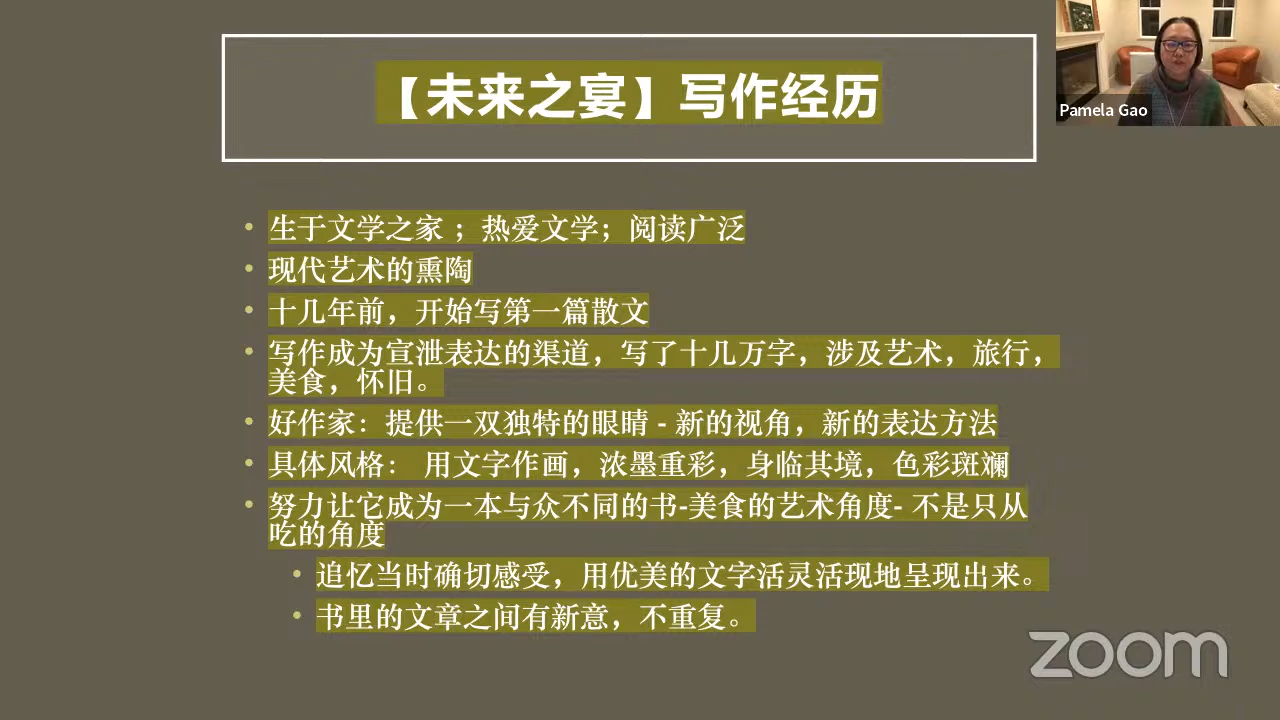 【未来之宴】写作经历
Pamela Gao
• 生于文学之家 ；热爱文学；阅读广泛
• 现代艺术的熏陶
• 十几年前，开始写第一篇散文
• 写作成为宣泄表达的渠道，写了十几万字，涉及艺术，旅行，
美食，怀旧。
• 好作家：提供一双独特的眼睛 - 新的视角，新的表达方法
• 具体风格： 用文字作画，浓墨重彩，身临其境，色彩斑斓
• 努力让它成为一本与众不同的书-美食的艺术角度- 不是只从
吃的角度
• 追忆当时确切感受，用优美的文字活灵活现地呈现出来。
• 书里的文章之间有新意，不重复。
zoom